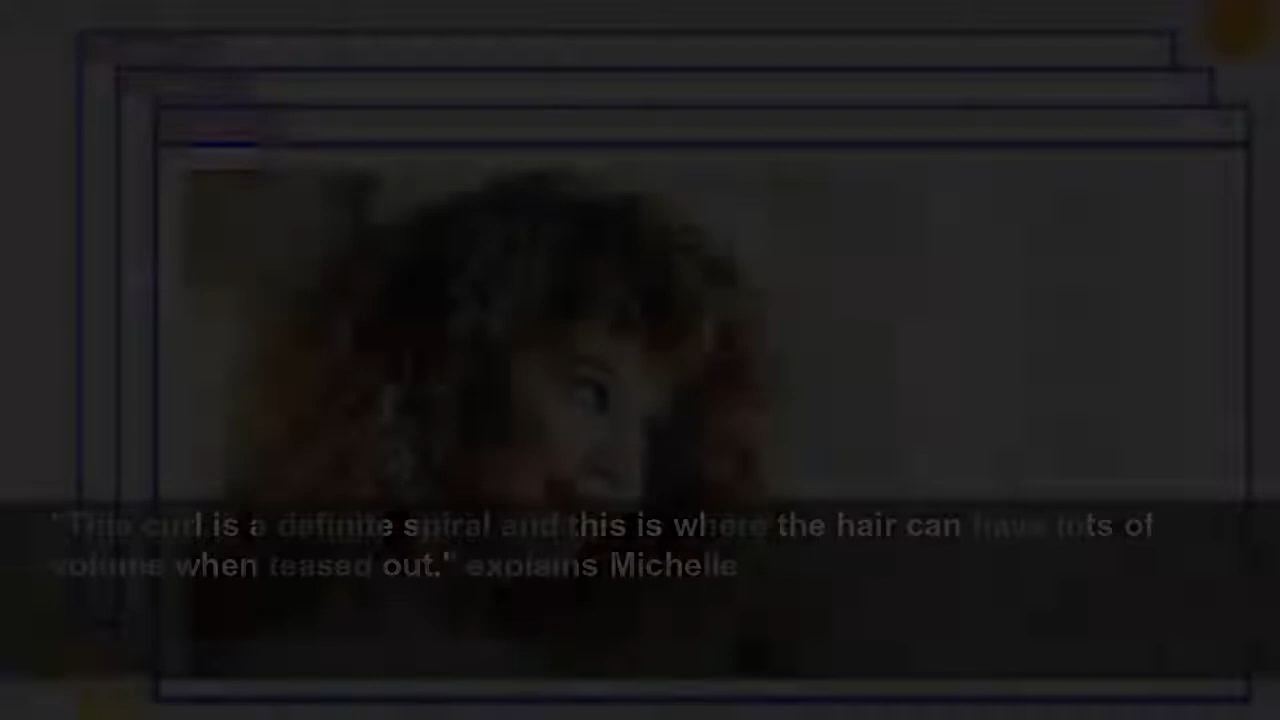 "This curl is a definite spiral and this is where the hair can have lots of
volume when teased out." explains Michelle